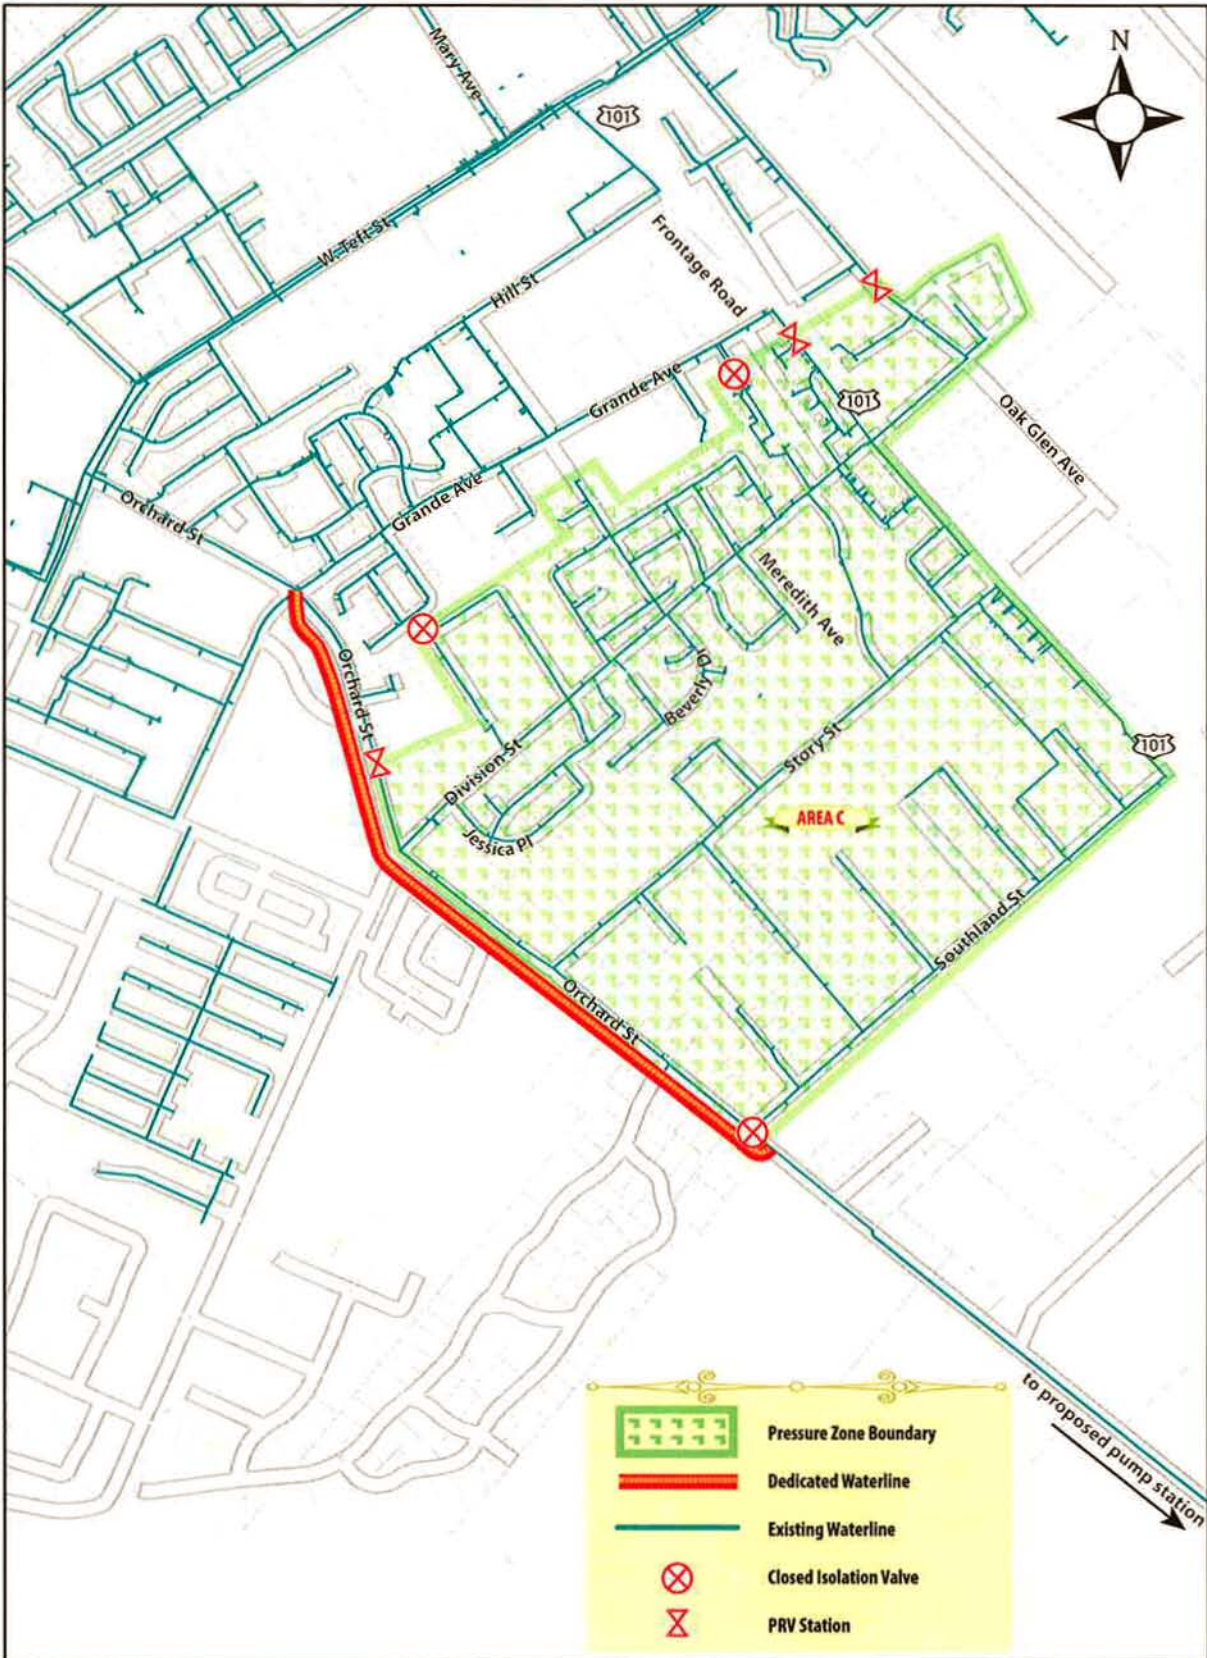 N
Mary Ave
101
W. Teft St
Hill St
Frontage Road
Grande Ave
101
Oak Glen Ave
Orchard St
Grande Ave
Meredith Ave
Orchard St
Beverly Dr
Division St
Story St
101
AREA C
Jessica Pl
Southland St
Orchard St
to proposed pump station
Pressure Zone Boundary
Dedicated Waterline
Existing Waterline
Closed Isolation Valve
PRV Station